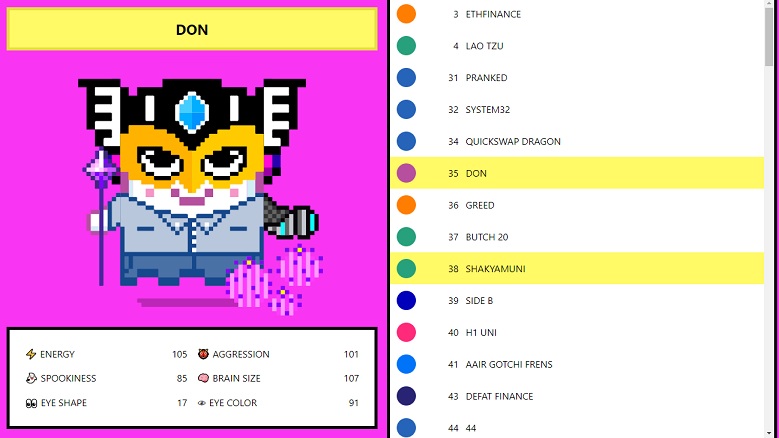 DON
ENERGY 105 AGGRESSION 101
SPOOKINESS 85 BRAIN SIZE 107
EYE SHAPE 17 EYE COLOR 91
3 ETHFINANCE
4 LAO TZU
31 PRANKED
32 SYSTEM32
34 QUICKSWAP DRAGON
35 DON
36 GREED
37 BUTCH 20
38 SHAKYAMUNI
39 SIDE B
40 H1 UNI
41 AAIR GOTCHI FRENS
43 DEFAT FINANCE
44 44